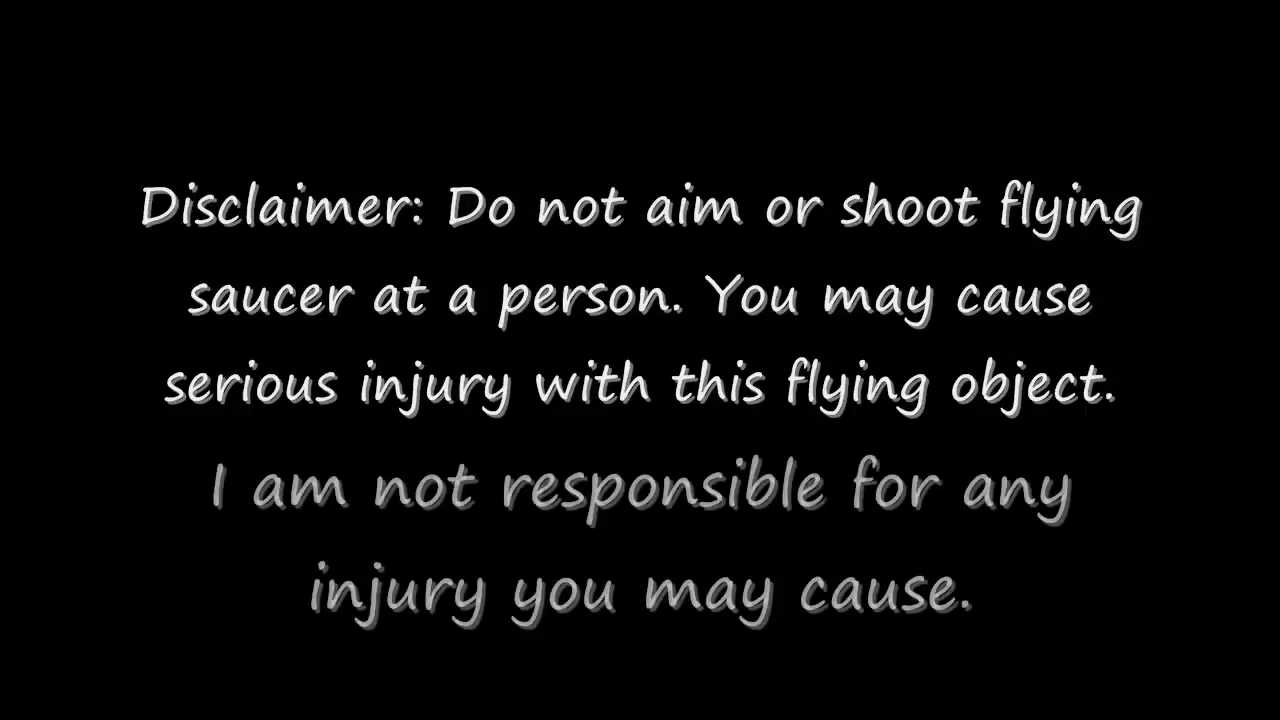 Disclaimer: Do not aim or shoot flying
saucer at a person. You may cause
serious injury with this flying object.
I am not responsible for any
injury you may cause.